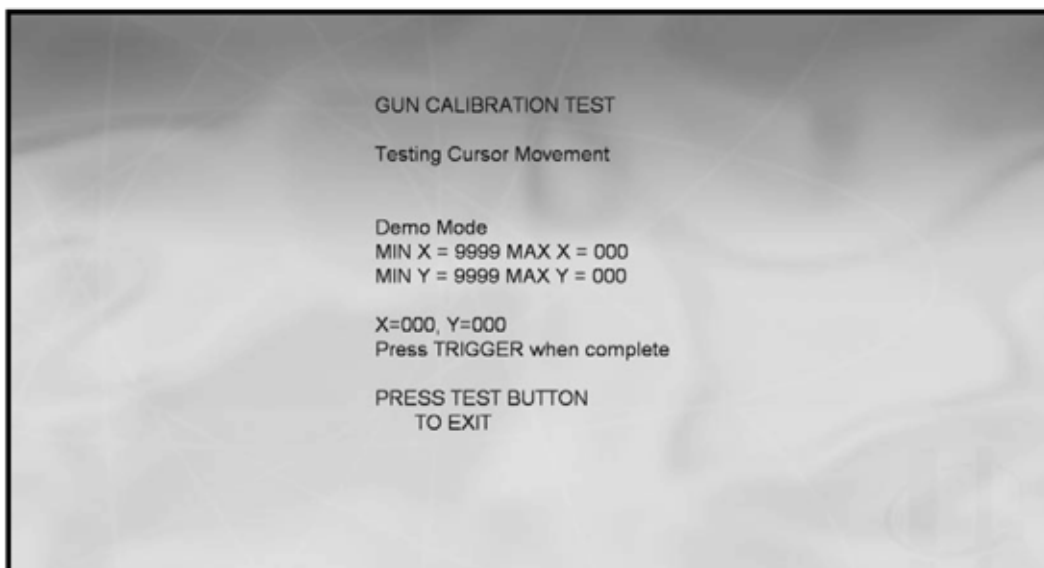 GUN CALIBRATION TEST
Testing Cursor Movement
Demo Mode
MIN X = 9999 MAX X = 000
MIN Y = 9999 MAX Y = 000
X=000, Y=000
Press TRIGGER when complete
PRESS TEST BUTTON
TO EXIT